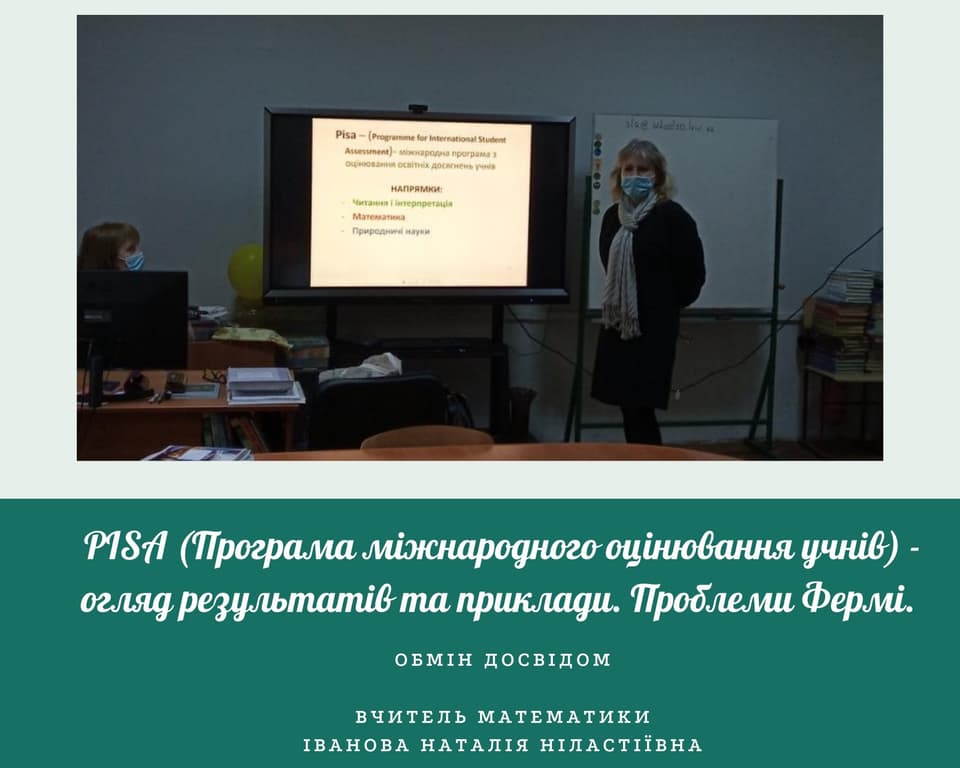 Pisa – (Programme for International Student
Assessment)– міжнародна програма з
оцінювання освітніх досягнень учнів
НАПРЯМКИ:
- Читання і інтерпретація
- Математика
- Природничі науки
PISA (Програма міжнародного оцінювання учнів) -
огляд результатів та приклади. Проблеми Фермі.
ОБМІН ДОСВІДОМ
ВЧИТЕЛЬ МАТЕМАТИКИ
ІВАНОВА НАТАЛІЯ НІЛАСТІЇВНА